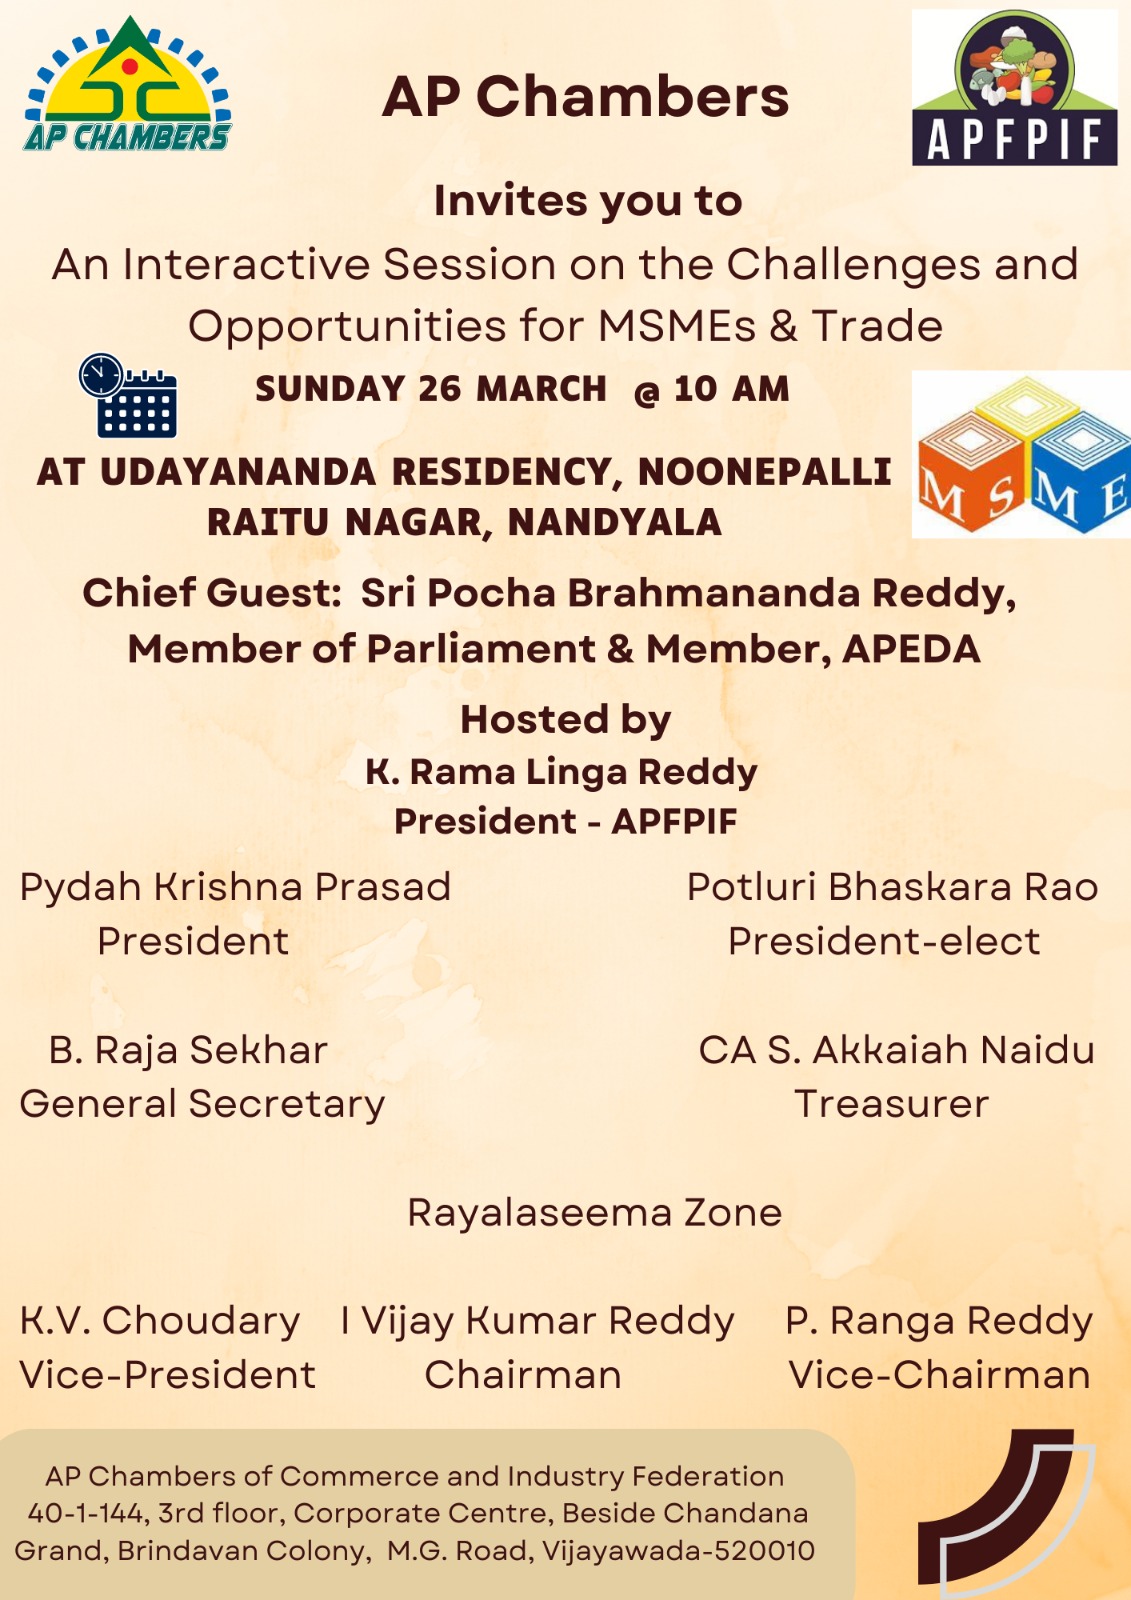 AP CHAMBERS
AP Chambers
APFPIF
Invites you to
An Interactive Session on the Challenges and
Opportunities for MSMEs & Trade
SUNDAY 26 MARCH @ 10 AM
AT UDAYANANDA RESIDENCY, NOONEPALLI
RAITU NAGAR, NANDYALA
MSME
Chief Guest: Sri Pocha Brahmananda Reddy,
Member of Parliament & Member, APEDA
Hosted by
K. Rama Linga Reddy
President - APFPIF
Pydah Krishna Prasad
President
Potluri Bhaskara Rao
President-elect
B. Raja Sekhar
General Secretary
CA S. Akkaiah Naidu
Treasurer
Rayalaseema Zone
K.V. Choudary
Vice-President
I Vijay Kumar Reddy
Chairman
P. Ranga Reddy
Vice-Chairman
AP Chambers of Commerce and Industry Federation
40-1-144, 3rd floor, Corporate Centre, Beside Chandana
Grand, Brindavan Colony, M.G. Road, Vijayawada-520010